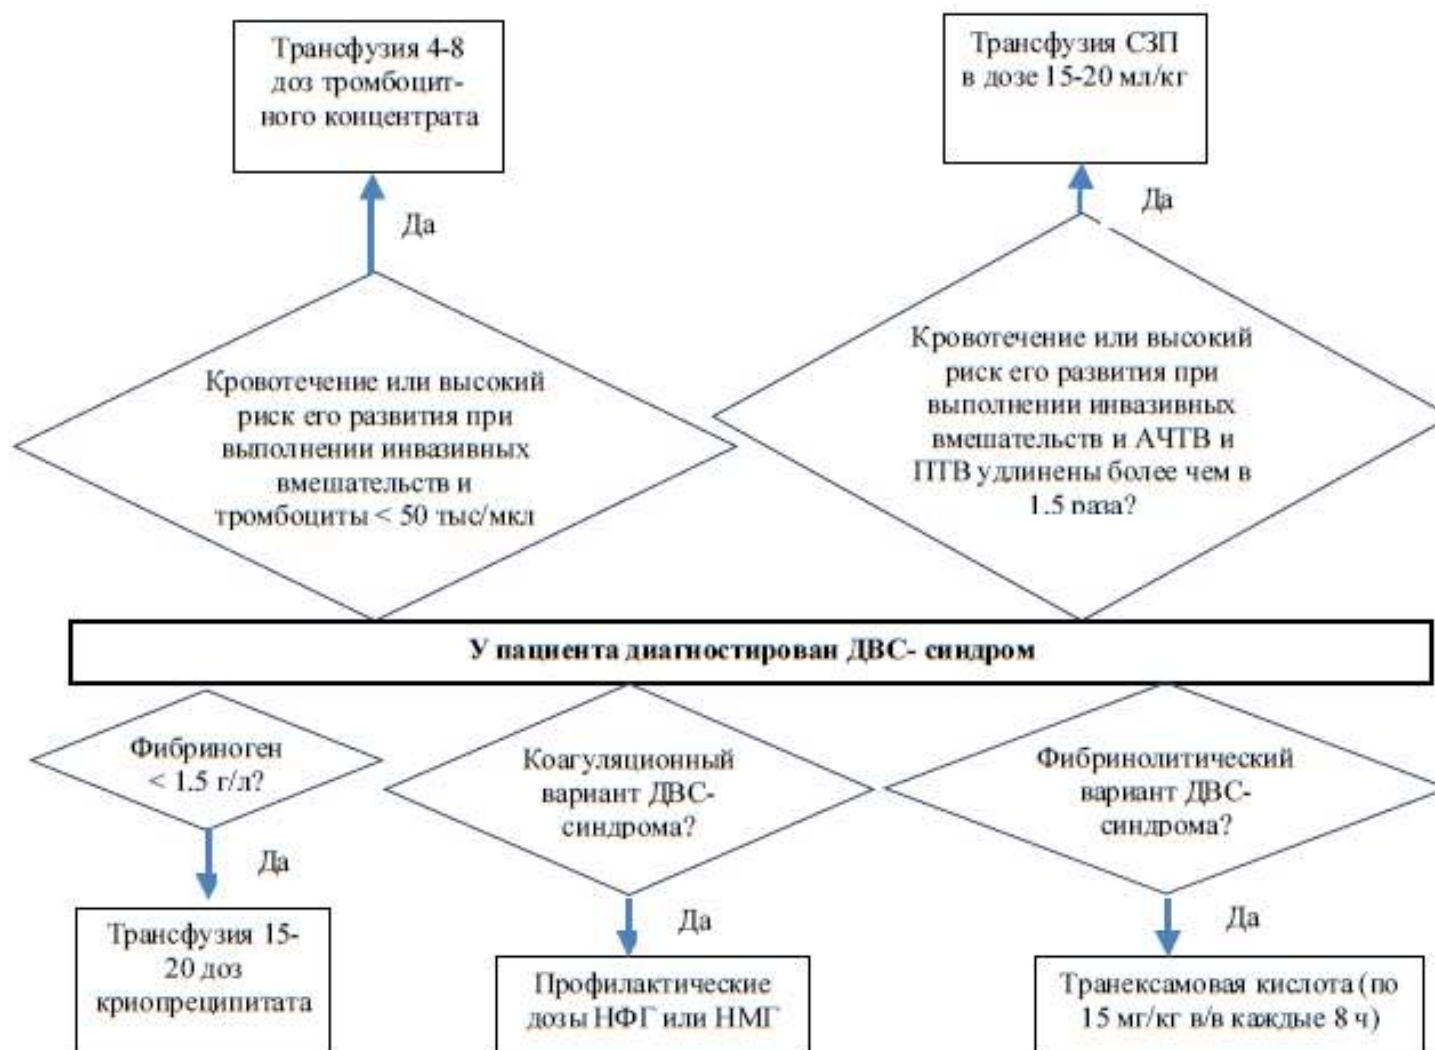 Трансфузия 4-8
доз тромбоцит-
ного концентрата
Трансфузия СЗП
в дозе 15-20 мл/кг
Да
Да
Кровотечение или высокий
риск его развития при
выполнении инвазивных
вмешательств и
тромбоциты < 50 тыс/мкл
Кровотечение или высокий
риск его развития при
выполнении инвазивных
вмешательств и АЧТВ и
ПТВ удлинены более чем в
1.5 раза?
У пациента диагностирован ДВС- синдром
Фибриноген
< 1.5 г/л?
Коагуляционный
вариант ДВС-
синдрома?
Фибринолитический
вариант ДВС-
синдрома?
Да
Да
Да
Трансфузия 15-
20 доз
криопреципитата
Профилактические
дозы НФГ или НМГ
Транексамовая кислота (по
15 мг/кг в/в каждые 8 ч)